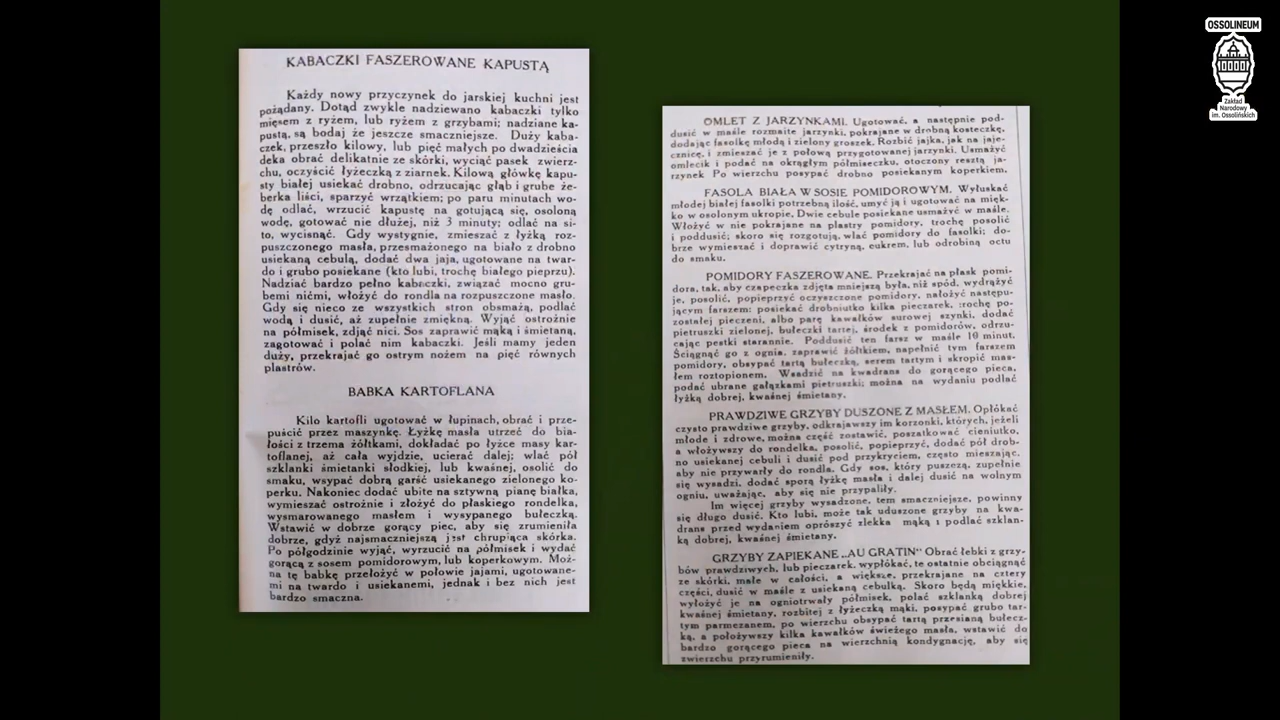 KABACZKI FASZEROWANE KAPUSTĄ
Każdy nowy przyczynek do jarskiej kuchni jest
pożądany. Dotąd zwykle nadziewano kabaczki tylko
mięsem z ryżem, lub ryżem z grzybami; nadziane ka-
pustą, są bodaj że jeszcze smaczniejsze. Duży kaba-
czek, przeszło kilowy, lub pięć małych po dwadzieścia
deka obrać delikatnie ze skórki, wyciąć pasek zwierz-
chu, oczyścić łyżeczką z ziarnek. Kilową główkę kapu-
sty białej usiekać drobno, odrzucając głąb i grube że-
berka liści, sparzyć wrzątkiem; po paru minutach wo-
dę odlać, wrzucić kapustę na gotującą się, osoloną
wodę, gotować nie dłużej, niż 3 minuty; odlać na si-
to, wycisnąć. Gdy wystygnie, zmieszać z łyżką roz-
puszczonego masła, przesmażonego na biało z drobno
usiekaną cebulą, dodać dwa jaja, ugotowane na twar-
do i grubo posiekane (kto lubi, trochę białego pieprzu).
Nadziać bardzo pełno kabaczki, związać mocno gru-
bemi nićmi, włożyć do rondla na rozpuszczone masło.
Gdy się nieco ze wszystkich stron obsmażą, podlać
wodą i dusić, aż zupełnie zmiękną. Wyjąć ostrożnie
na półmisek, zdjąć nici. Sos zaprawić mąką i śmietaną,
zagotować i polać nim kabaczki. Jeśli mamy jeden
duży, przekrajać go ostrym nożem na pięć równych
plastrów.
BABKA KARTOFLANA
Kilo kartofli ugotować w łupinach, obrać i prze-
puścić przez maszynkę. Łyżkę masła utrzeć do bia-
łości z trzema żółtkami, dokładać po łyżce masy kar-
toflanej, aż cała wyjdzie, ucierać dalej; wlać pół
szklanki śmietanki słodkiej, lub kwaśnej, osolić do
smaku, wsypać dobrą garść usiekanego zielonego ko-
perku. Nakoniec dodać ubite na sztywną pianę białka,
wymieszać ostrożnie i złożyć do płaskiego rondelka,
wysmarowanego masłem i wysypanego bułeczką.
Wstawić w dobrze gorący piec, aby się zrumieniła
dobrze, gdyż najsmaczniejszą jest chrupiąca skórka.
Po półgodzinie wyjąć, wyrzucić na półmisek i wydać
gorącą z sosem pomidorowym, lub koperkowym. Moż-
na tę babkę przełożyć w połowie jajami, ugotowane-
mi na twardo i usiekanemi, jednak i bez nich jest
bardzo smaczna.
OMLET Z JARZYNKAMI. Ugotować, a następnie pod-
dusić w maśle rozmaite jarzynki, pokrajane w drobną kosteczkę,
dodając fasolkę młodą i zielony groszek. Rozbić jajka, jak na jaje-
cznicę, i zmieszać je z połową przygotowanej jarzynki. Usmażyć
omlecik i podać na okrągłym półmiseczku, otoczony resztą ja-
rzynek Po wierzchu posypać drobno posiekanym koperkiem.
FASOLA BIAŁA W SOSIE POMIDOROWYM. Wyłuskać
młodej białej fasolki potrzebną ilość, umyć ją i ugotować na mięk-
ko w osolonym ukropie. Dwie cebule posiekane usmażyć w maśle.
Włożyć w nie pokrajane na plastry pomidory, trochę posolić
i poddusić; skoro się rozgotują, wlać pomidory do fasolki; do-
brze wymieszać i doprawić cytryną, cukrem, lub odrobiną octu
do smaku.
POMIDORY FASZEROWANE. Przekrajać na płask pomi-
dora, tak, aby czapeczka zdjęta mniejszą była, niż spód, wydrążyć
je, posolić, popieprzyć oczyszczone pomidory, nałożyć następu-
jącym farszem: posiekać drobniutko kilka pieczarek, trochę po-
zostałej pieczeni, albo parę kawałków surowej szynki, dodać
pietruszki zielonej, bułeczki tartej, środek z pomidorów, odrzu-
cając pestki starannie. Poddusić ten farsz w maśle 10 minut.
Ściągnąć go z ognia, zaprawić żółtkiem, napełnić tym farszem
pomidory, obsypać tartą bułeczką, serem tartym i skropić mas-
łem roztopionem. Wsadzić na kwadrans do gorącego pieca,
podać ubrane gałązkami pietruszki; można na wydaniu podlać
łyżką dobrej, kwaśnej śmietany.
PRAWDZIWE GRZYBY DUSZONE Z MASŁEM. Opłókać
czysto prawdziwe grzyby, odkrajawszy im korzonki, których, jeżeli
młode i zdrowe, można część zostawić, poszatkować cieniutko,
a włożywszy do rondelka, posolić, popieprzyć, dodać pół drob-
no usiekanej cebuli i dusić pod przykryciem, często mieszając,
aby nie przywarły do rondla. Gdy sos, który puszczą, zupełnie
się wysadzi, dodać sporą łyżkę masła i dalej dusić na wolnym
ogniu, uważając, aby się nie przypaliły.
Im więcej grzyby wysadzone, tem smaczniejsze, powinny
się długo dusić. Kto lubi, może tak uduszone grzyby na kwa-
drans przed wydaniem oprószyć zlekka mąką i podlać szklan-
ką dobrej, kwaśnej śmietany.
GRZYBY ZAPIEKANE „AU GRATIN“ Obrać łebki z grzy-
bów prawdziwych, lub pieczarek, wypłókać, te ostatnie obciągnąć
ze skórki, małe w całości, a większe, przekrajane na cztery
części, dusić w maśle z usiekaną cebulką. Skoro będą miękkie,
wyłożyć je na ogniotrwały półmisek, polać szklanką dobrej
kwaśnej śmietany, rozbitej z łyżeczką mąki, posypać grubo tar-
tym parmezanem, po wierzchu obsypać tartą przesianą bułecz-
ką, a położywszy kilka kawałków świeżego masła, wstawić do
bardzo gorącego pieca na wierzchnią kondygnację, aby się
zwierzchu przyrumieniły.
OSSOLINEUM
Zakład
Narodowy
im. Ossolińskich